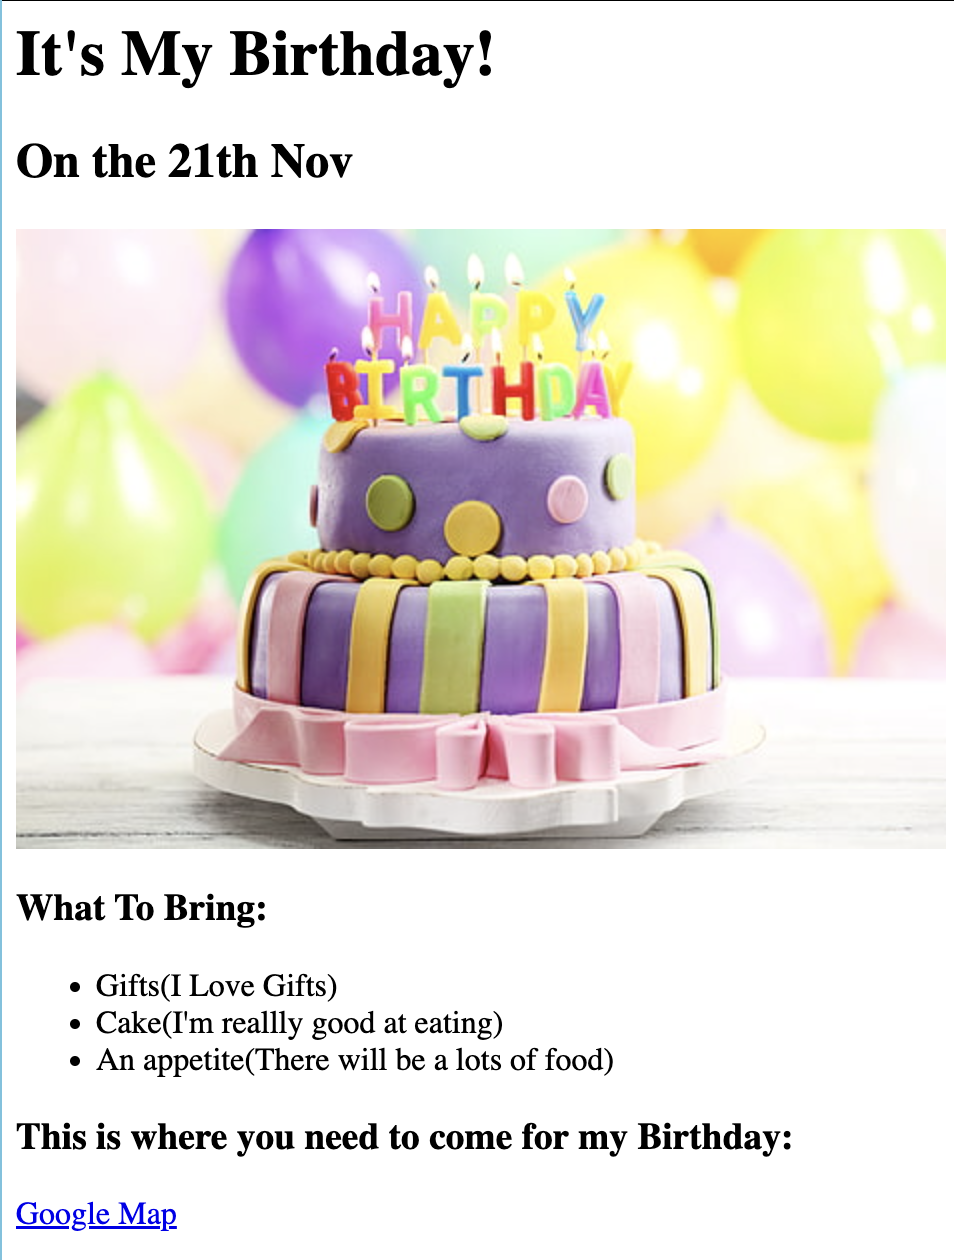 It's My Birthday!
On the 21th Nov
HAPPY
BIRTHDAY
What To Bring:
Gifts(I Love Gifts)
Cake(I'm reallly good at eating)
An appetite(There will be a lots of food)
This is where you need to come for my Birthday:
Google Map